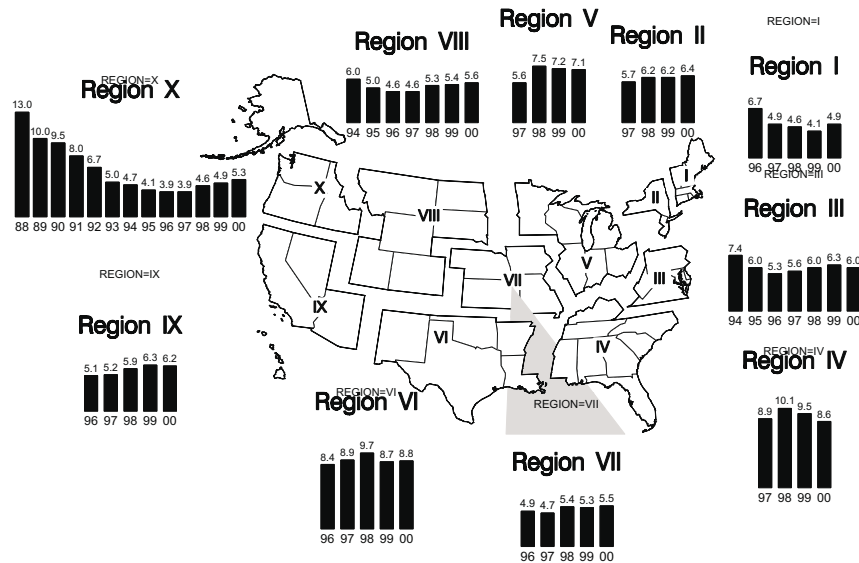 REGION=I
Region V
Region VIII
Region II
6.0 5.0 4.6 4.6 5.3 5.4 5.6
94 95 96 97 98 99 00
5.6 7.5 7.2 7.1
97 98 99 00
5.7 6.2 6.2 6.4
97 98 99 00
REGION=X
Region X
13.0 10.0 9.5 8.0 6.7 5.0 4.7 4.1 3.9 3.9 4.6 4.9 5.3
88 89 90 91 92 93 94 95 96 97 98 99 00
Region I
6.7 4.9 4.6 4.1 4.9
96 97 98 99 00
REGION=III
Region III
7.4 6.0 5.3 5.6 6.0 6.3 6.0
94 95 96 97 98 99 00
X
VIII
I
II
V
VII
III
IX
VI
IV
REGION=IX
Region IX
5.1 5.2 5.9 6.3 6.2
96 97 98 99 00
REGION=IV
Region IV
8.9 10.1 9.5 8.6
97 98 99 00
REGION=VI
Region VI
8.4 8.9 9.7 8.7 8.8
96 97 98 99 00
REGION=VII
Region VII
4.9 4.7 5.4 5.3 5.5
96 97 98 99 00